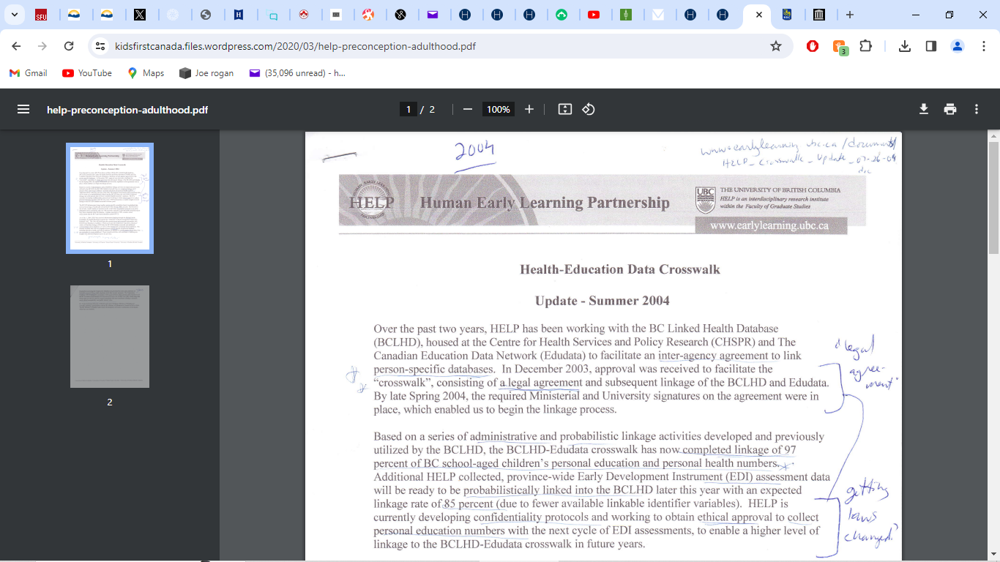 SFU
X
H
RBC
kidsfirstcanada.files.wordpress.com/2020/03/help-preconception-adulthood.pdf
3
Gmail
YouTube
Maps
Joe rogan
(35,096 unread) - h...
help-preconception-adulthood.pdf
1 / 2
100%
1
2
2004
www.earlylearning.ubc.ca/documents/
HELP_Crosswalk_Update_07-26-04
doc
HELP Human Early Learning Partnership
UBC
THE UNIVERSITY OF BRITISH COLUMBIA
HELP is an interdisciplinary research institute
within the Faculty of Graduate Studies
www.earlylearning.ubc.ca
Health-Education Data Crosswalk
Update - Summer 2004
Over the past two years, HELP has been working with the BC Linked Health Database
(BCLHD), housed at the Centre for Health Services and Policy Research (CHSPR) and The
Canadian Education Data Network (Edudata) to facilitate an inter-agency agreement to link
person-specific databases. In December 2003, approval was received to facilitate the
“crosswalk”, consisting of a legal agreement and subsequent linkage of the BCLHD and Edudata.
By late Spring 2004, the required Ministerial and University signatures on the agreement were in
place, which enabled us to begin the linkage process.
"legal
agree-
ment"
Based on a series of administrative and probabilistic linkage activities developed and previously
utilized by the BCLHD, the BCLHD-Edudata crosswalk has now completed linkage of 97
percent of BC school-aged children’s personal education and personal health numbers.
Additional HELP collected, province-wide Early Development Instrument (EDI) assessment data
will be ready to be probabilistically linked into the BCLHD later this year with an expected
linkage rate of 85 percent (due to fewer available linkable identifier variables). HELP is
currently developing confidentiality protocols and working to obtain ethical approval to collect
personal education numbers with the next cycle of EDI assessments, to enable a higher level of
linkage to the BCLHD-Edudata crosswalk in future years.
getting
laws
changed?